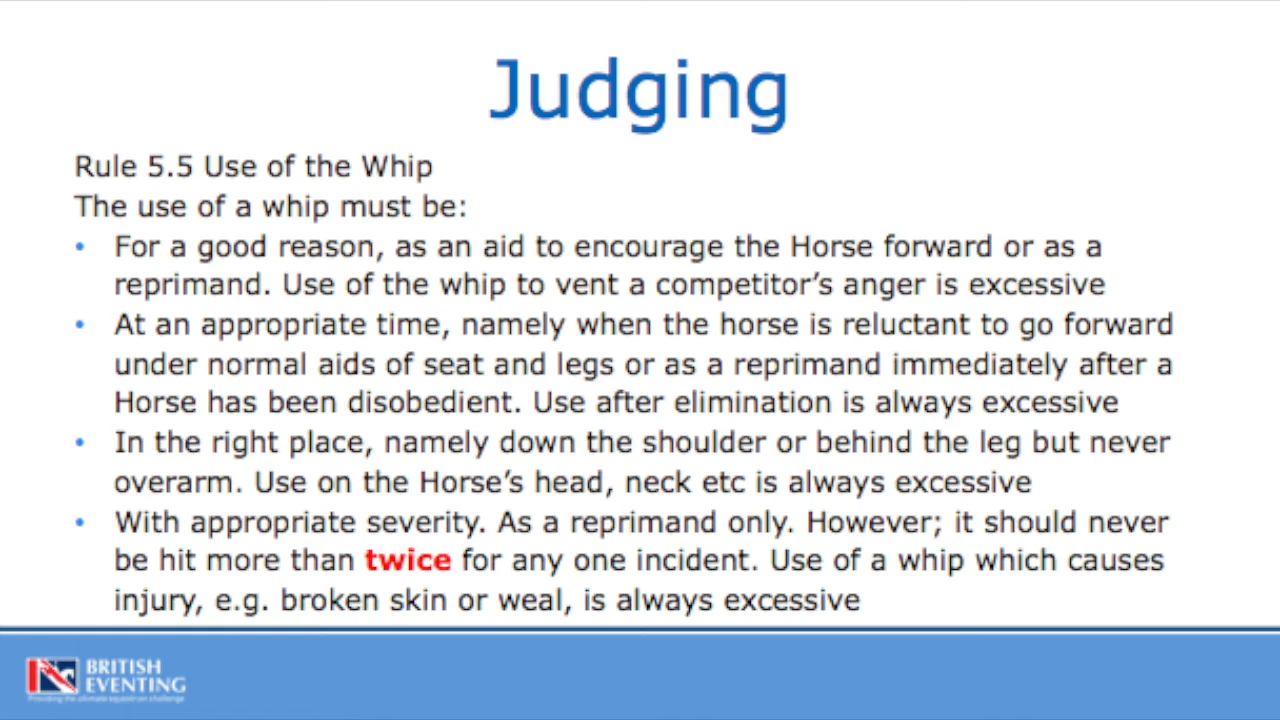 Judging
Rule 5.5 Use of the Whip
The use of a whip must be:
• For a good reason, as an aid to encourage the Horse forward or as a
reprimand. Use of the whip to vent a competitor’s anger is excessive
• At an appropriate time, namely when the horse is reluctant to go forward
under normal aids of seat and legs or as a reprimand immediately after a
Horse has been disobedient. Use after elimination is always excessive
• In the right place, namely down the shoulder or behind the leg but never
overarm. Use on the Horse’s head, neck etc is always excessive
• With appropriate severity. As a reprimand only. However; it should never
be hit more than twice for any one incident. Use of a whip which causes
injury, e.g. broken skin or weal, is always excessive
BRITISH
EVENTING
Providing the ultimate equestrian challenge